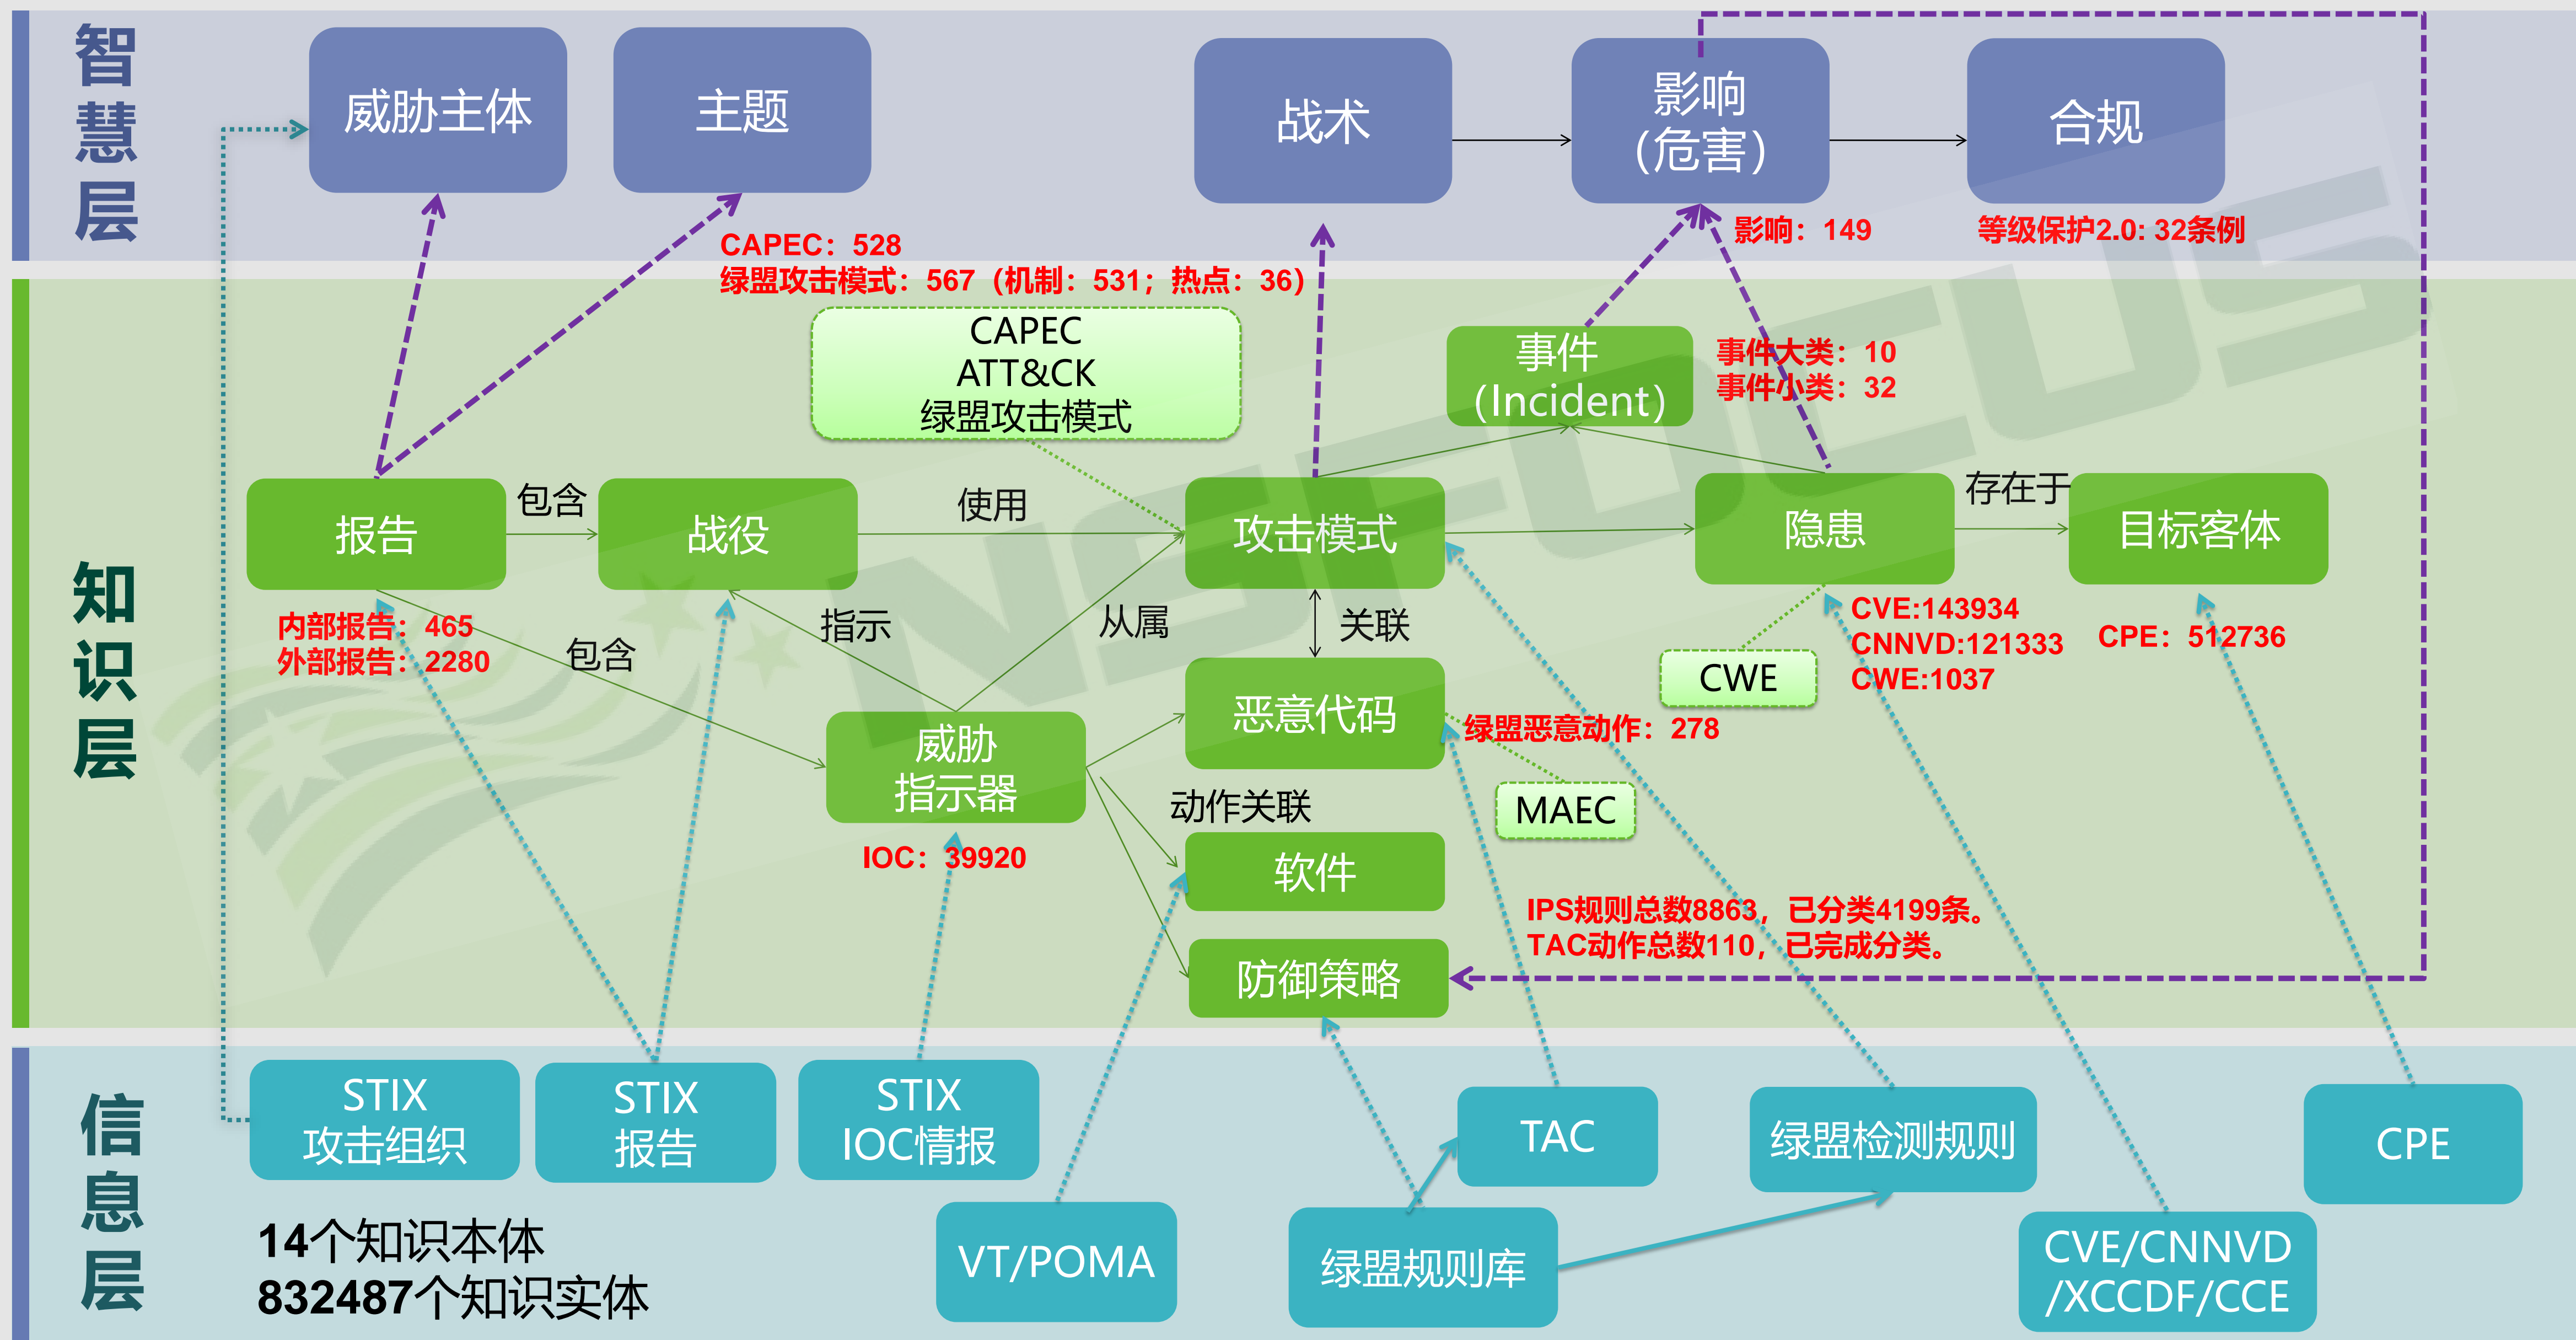 智慧层
威胁主体
主题
战术
影响
（危害）
合规
CAPEC：528
绿盟攻击模式：567（机制：531；热点：36）
影响：149
等级保护2.0: 32条例
知识层
CAPEC
ATT&CK
绿盟攻击模式
事件
（Incident）
事件大类：10
事件小类：32
报告
包含
战役
使用
攻击模式
隐患
存在于
目标客体
内部报告：465
外部报告：2280
包含
指示
从属
关联
CVE:143934
CNNVD:121333
CWE:1037
CPE：512736
CWE
威胁
指示器
恶意代码
绿盟恶意动作：278
MAEC
动作关联
IOC：39920
软件
IPS规则总数8863，已分类4199条。
TAC动作总数110，已完成分类。
防御策略
NSFOCUS
信息层
STIX
攻击组织
STIX
报告
STIX
IOC情报
TAC
绿盟检测规则
CPE
VT/POMA
绿盟规则库
CVE/CNNVD
/XCCDF/CCE
14个知识本体
832487个知识实体